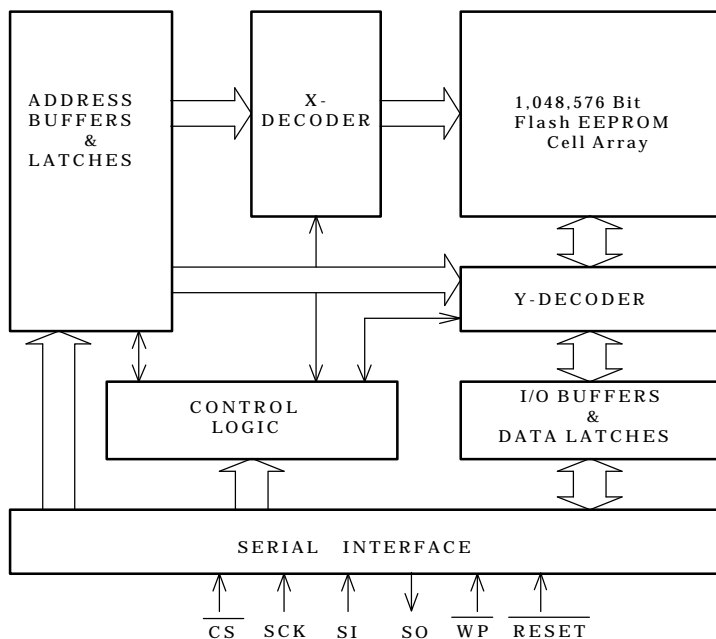 ADDRESS
BUFFERS
&
LATCHES
X-
DECODER
1,048,576 Bit
Flash EEPROM
Cell Array
Y-DECODER
CONTROL
LOGIC
I/O BUFFERS
&
DATA LATCHES
SERIAL INTERFACE
CS SCK SI SO WP RESET